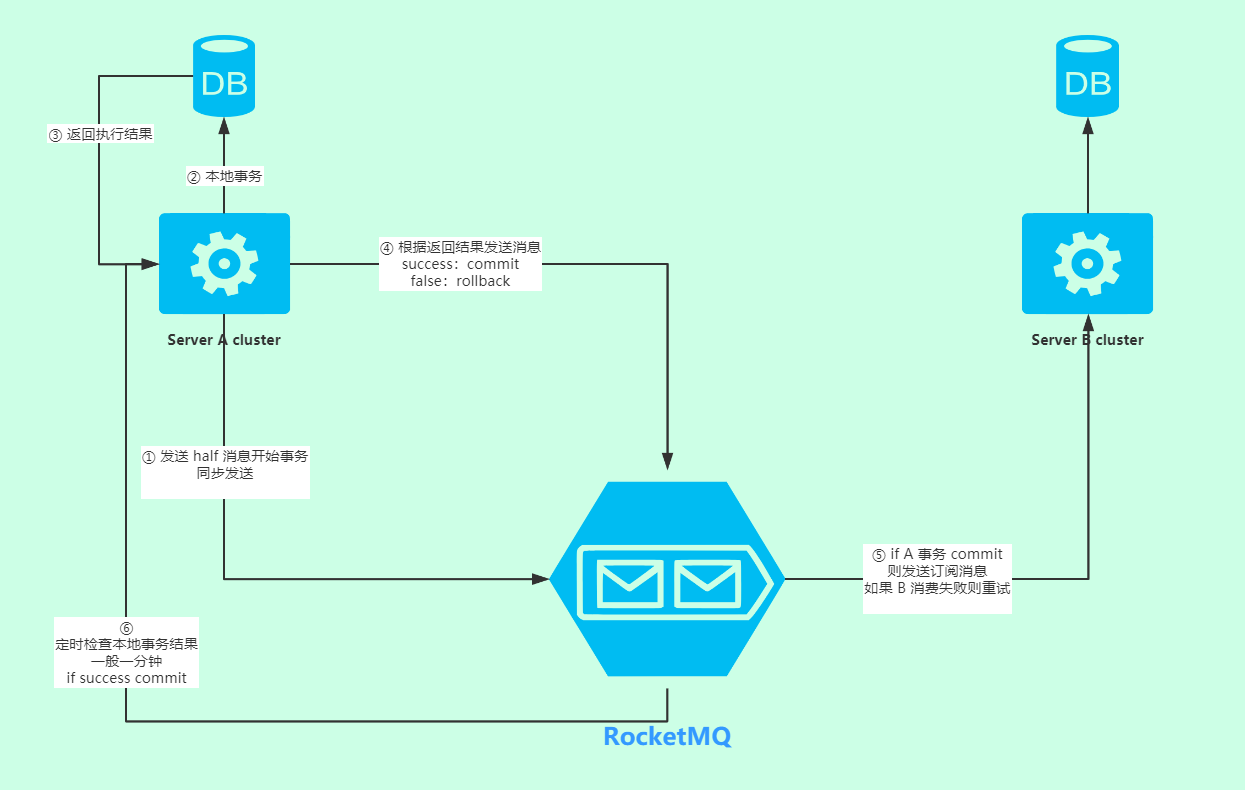 DB
DB
③ 返回执行结果
② 本地事务
④ 根据返回结果发送消息
success：commit
false：rollback
Server A cluster
Server B cluster
① 发送 half 消息开始事务
同步发送
⑤ if A 事务 commit
则发送订阅消息
如果 B 消费失败则重试
⑥
定时检查本地事务结果
一般一分钟
if success commit
RocketMQ